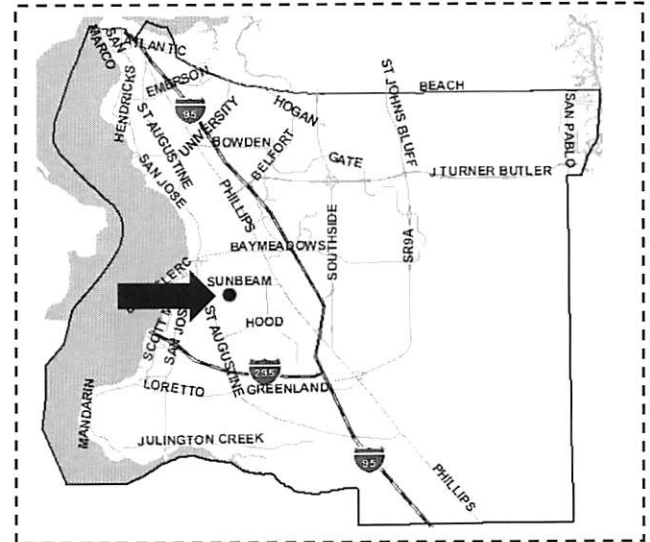 SAN
MARCO
ATLANTIC
HENDRICKS
EMERSON
95
UNIVERSITY
ST AUGUSTINE
HOGAN
BEACH
ST JOHNS BLUFF
SAN PABLO
BOWDEN
BELFORT
GATE
J TURNER BUTLER
SAN JOSE
PHILLIPS
SOUTHSIDE
SR9A
BAYMEADOWS
SUNBEAM
HOOD
ST AUGUSTINE
295
LORETTO
GREENLAND
MANDARIN
JULINGTON CREEK
95
PHILLIPS